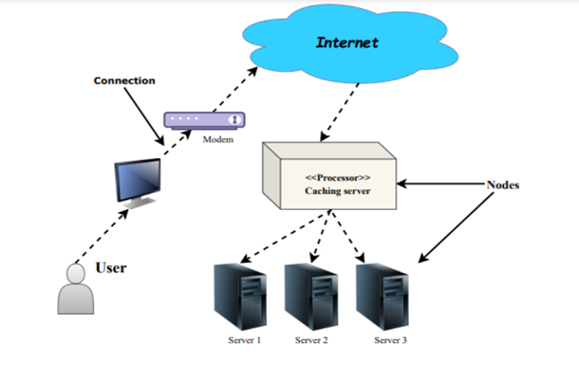 Internet
Connection
Modem
<<Processor>>
Caching server
Nodes
User
Server 1
Server 2
Server 3